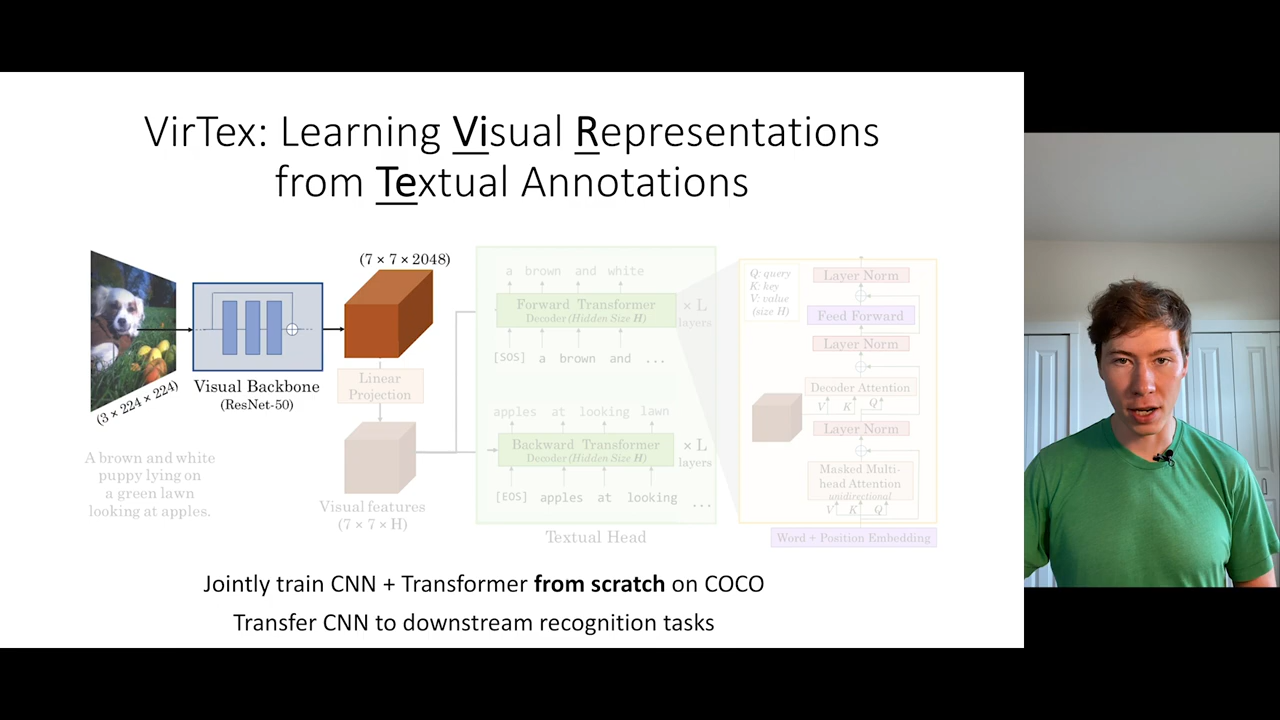 VirTex: Learning Visual Representations
from Textual Annotations
(3 × 224 × 224)
Visual Backbone
(ResNet-50)
(7 × 7 × 2048)
Linear
Projection
Visual features
(7 × 7 × H)
A brown and white
puppy lying on
a green lawn
looking at apples.
a brown and white
Forward Transformer
Decoder (Hidden Size H)
× L
layers
[SOS] a brown and ...
apples at looking lawn
Backward Transformer
Decoder (Hidden Size H)
× L
layers
[EOS] apples at looking ...
Textual Head
Q: query
K: key
V: value
(size H)
Layer Norm
Feed Forward
Layer Norm
Decoder Attention
V K Q
Layer Norm
Masked Multi-
head Attention
unidirectional
V K Q
Word + Position Embedding
Jointly train CNN + Transformer from scratch on COCO
Transfer CNN to downstream recognition tasks